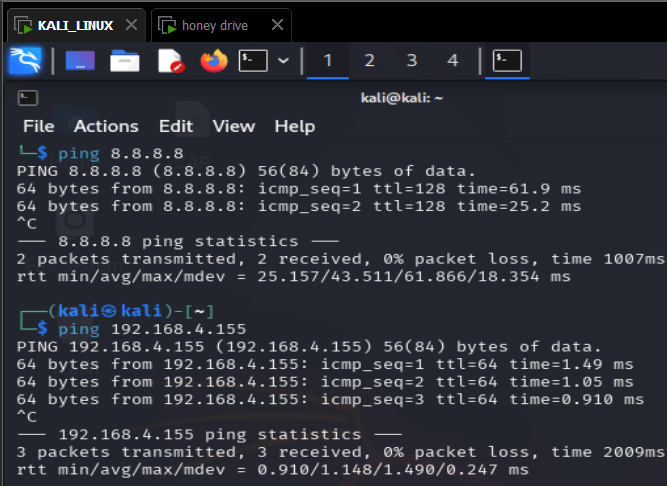 KALI_LINUX
honey drive
1 2 3 4
kali@kali: ~
File Actions Edit View Help
└─$ ping 8.8.8.8
PING 8.8.8.8 (8.8.8.8) 56(84) bytes of data.
64 bytes from 8.8.8.8: icmp_seq=1 ttl=128 time=61.9 ms
64 bytes from 8.8.8.8: icmp_seq=2 ttl=128 time=25.2 ms
^C
--- 8.8.8.8 ping statistics ---
2 packets transmitted, 2 received, 0% packet loss, time 1007ms
rtt min/avg/max/mdev = 25.157/43.511/61.866/18.354 ms
┌──(kali㉿kali)-[~]
└─$ ping 192.168.4.155
PING 192.168.4.155 (192.168.4.155) 56(84) bytes of data.
64 bytes from 192.168.4.155: icmp_seq=1 ttl=64 time=1.49 ms
64 bytes from 192.168.4.155: icmp_seq=2 ttl=64 time=1.05 ms
64 bytes from 192.168.4.155: icmp_seq=3 ttl=64 time=0.910 ms
^C
--- 192.168.4.155 ping statistics ---
3 packets transmitted, 3 received, 0% packet loss, time 2009ms
rtt min/avg/max/mdev = 0.910/1.148/1.490/0.247 ms